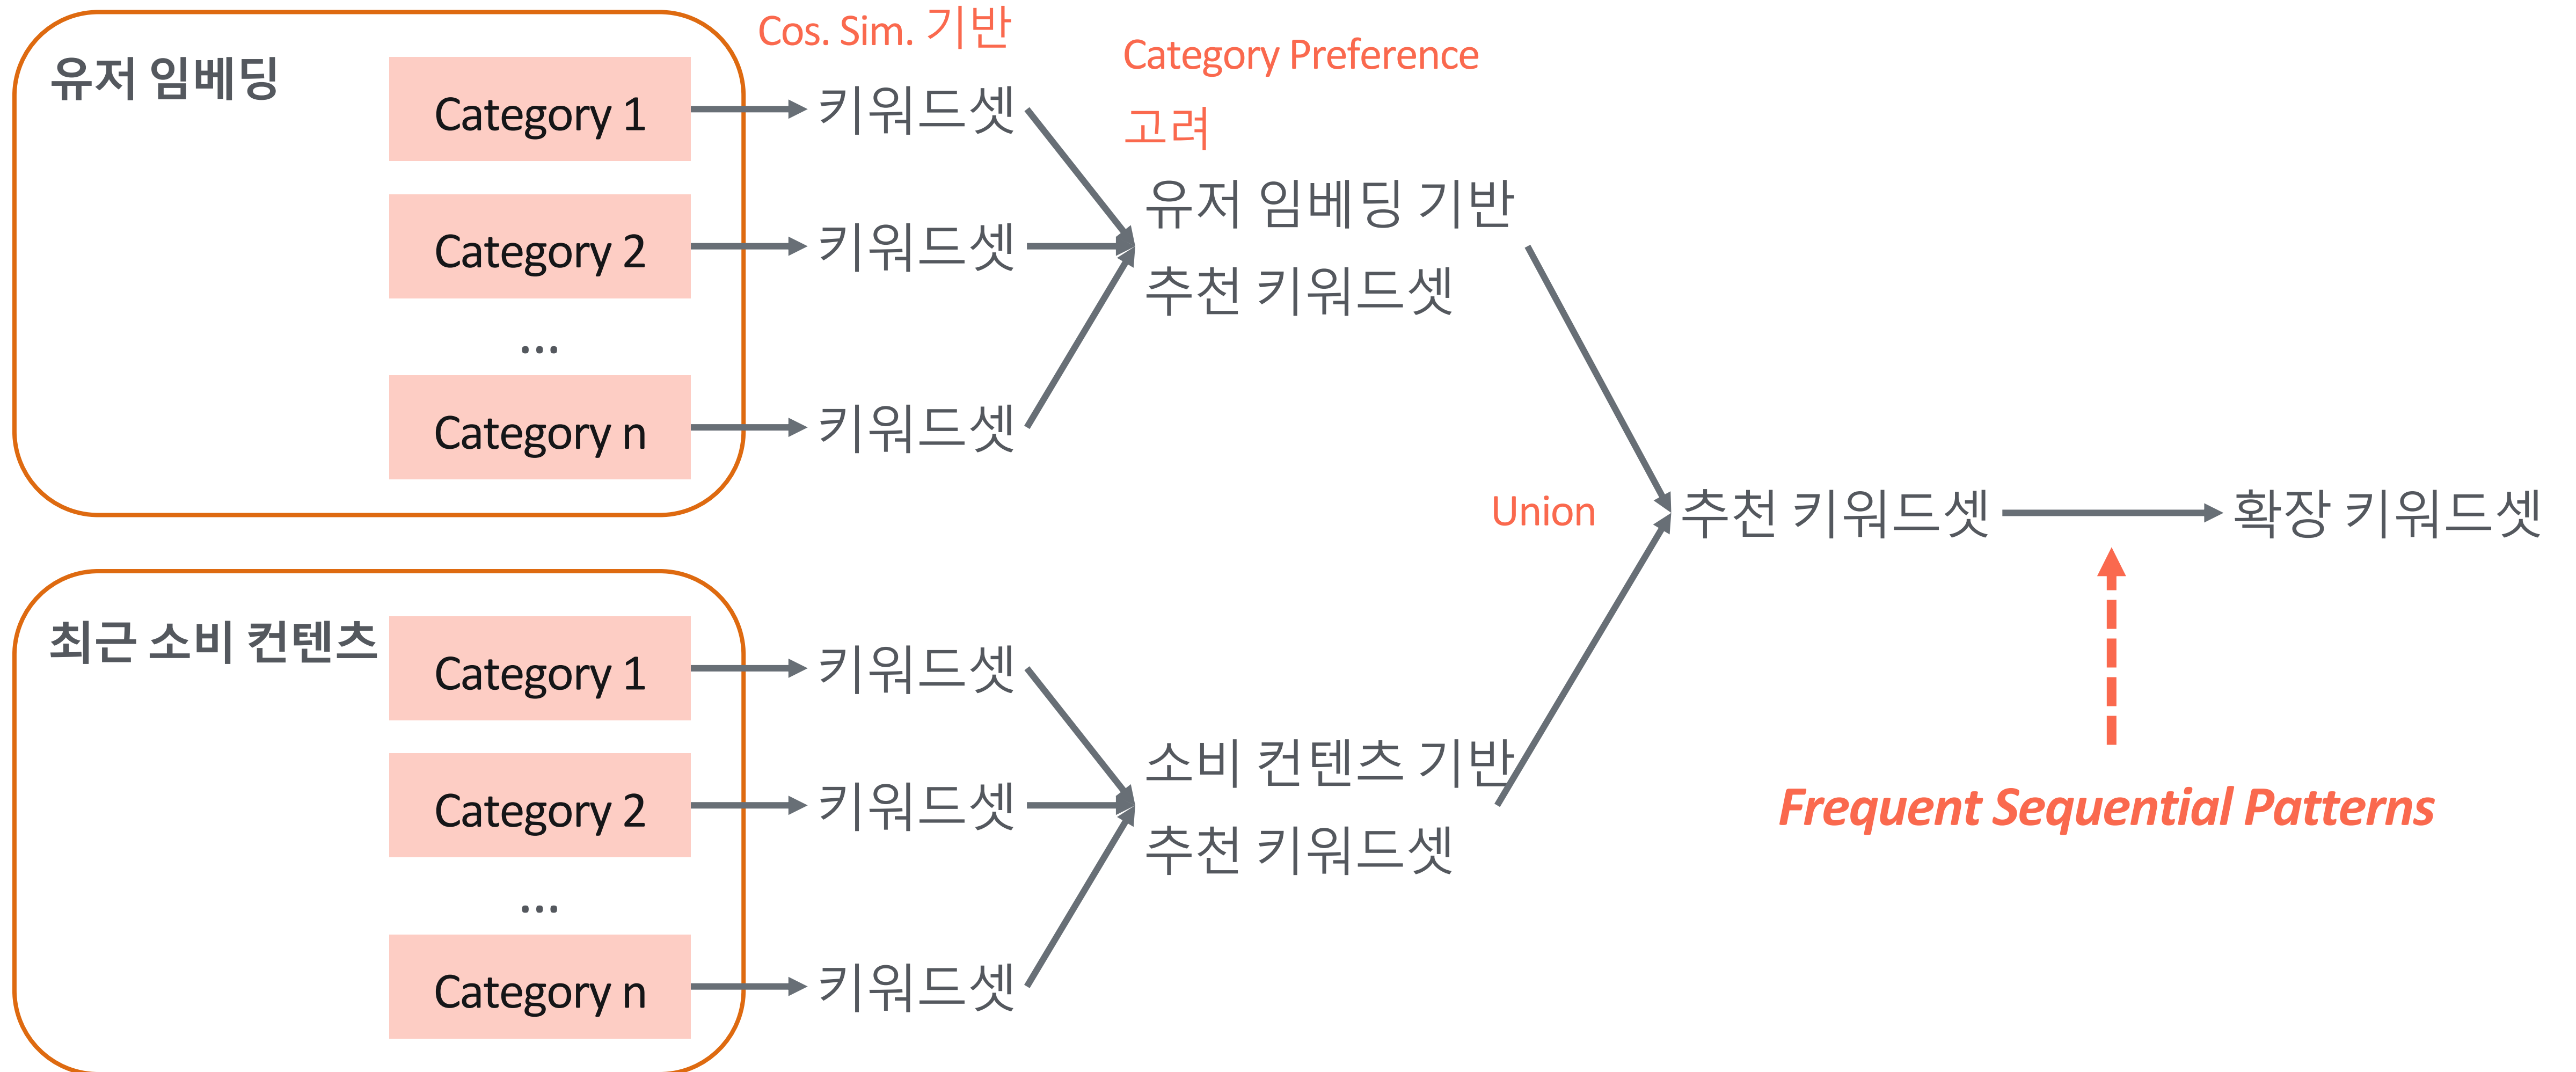 유저 임베딩
Category 1
Category 2
...
Category n
Cos. Sim. 기반
키워드셋
키워드셋
키워드셋
Category Preference
고려
유저 임베딩 기반
추천 키워드셋
최근 소비 컨텐츠
Category 1
Category 2
...
Category n
키워드셋
키워드셋
키워드셋
소비 컨텐츠 기반
추천 키워드셋
Union
추천 키워드셋
확장 키워드셋
Frequent Sequential Patterns